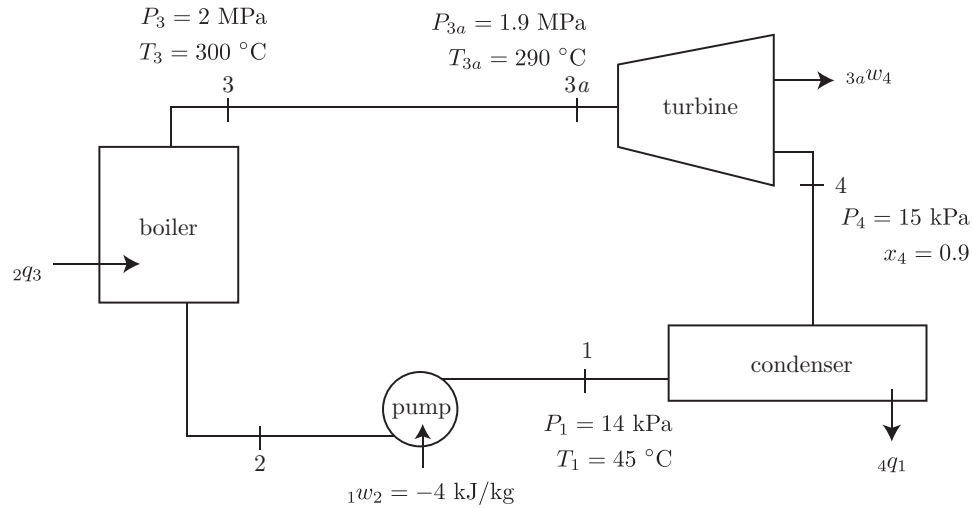 P₃ = 2 MPa
T₃ = 300 °C
3
P₃ₐ = 1.9 MPa
T₃ₐ = 290 °C
3a
turbine
₃ₐw₄
4
P₄ = 15 kPa
x₄ = 0.9
boiler
₂q₃
condenser
1
P₁ = 14 kPa
T₁ = 45 °C
pump
2
₁w₂ = −4 kJ/kg
₄q₁